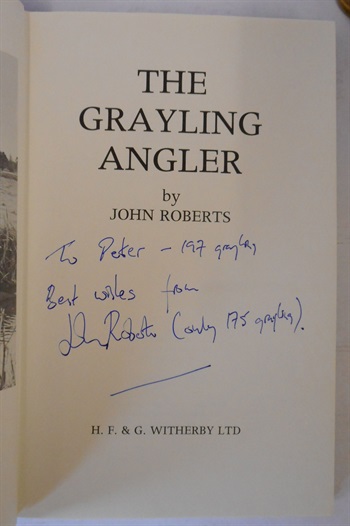 THE
GRAYLING
ANGLER
by
JOHN ROBERTS
To Peter – 197 grayling
Best wishes from
John Roberts (only 175 grayling).
H. F. & G. WITHERBY LTD